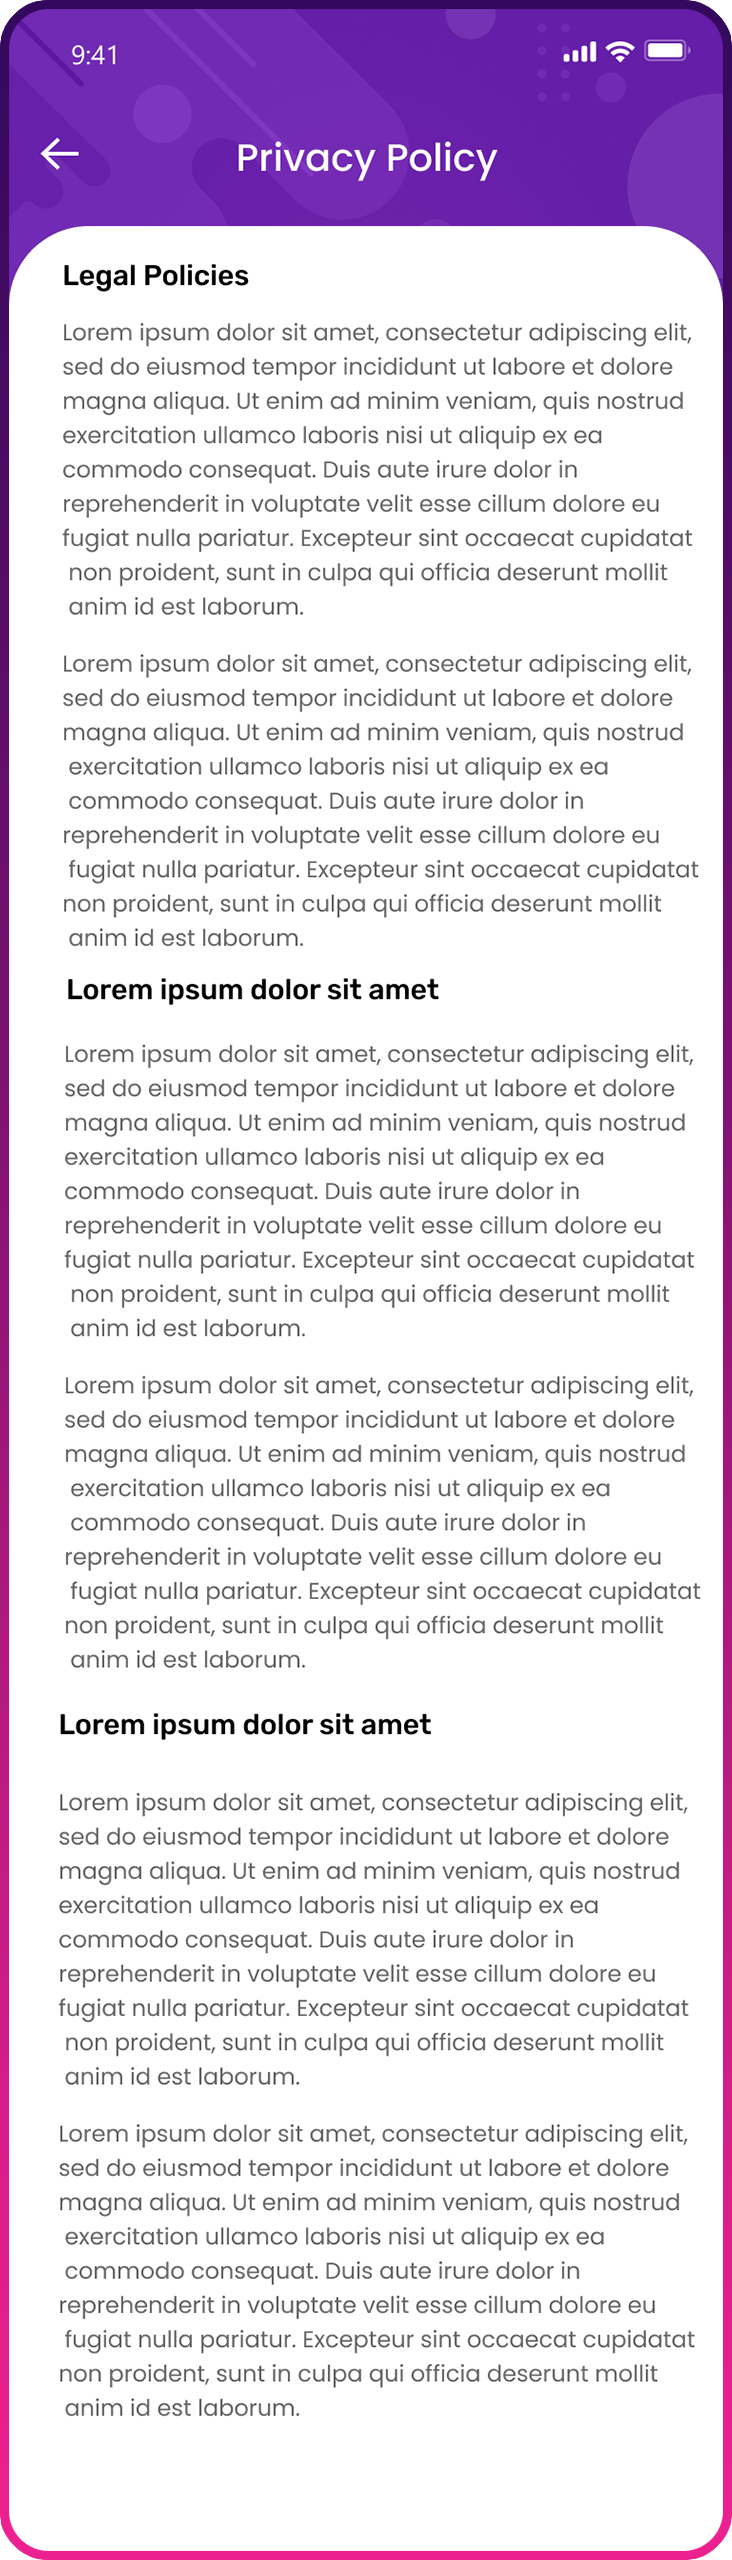 9:41
Privacy Policy
Legal Policies
Lorem ipsum dolor sit amet, consectetur adipiscing elit,
sed do eiusmod tempor incididunt ut labore et dolore
magna aliqua. Ut enim ad minim veniam, quis nostrud
exercitation ullamco laboris nisi ut aliquip ex ea
commodo consequat. Duis aute irure dolor in
reprehenderit in voluptate velit esse cillum dolore eu
fugiat nulla pariatur. Excepteur sint occaecat cupidatat
non proident, sunt in culpa qui officia deserunt mollit
anim id est laborum.
Lorem ipsum dolor sit amet, consectetur adipiscing elit,
sed do eiusmod tempor incididunt ut labore et dolore
magna aliqua. Ut enim ad minim veniam, quis nostrud
exercitation ullamco laboris nisi ut aliquip ex ea
commodo consequat. Duis aute irure dolor in
reprehenderit in voluptate velit esse cillum dolore eu
fugiat nulla pariatur. Excepteur sint occaecat cupidatat
non proident, sunt in culpa qui officia deserunt mollit
anim id est laborum.
Lorem ipsum dolor sit amet
Lorem ipsum dolor sit amet, consectetur adipiscing elit,
sed do eiusmod tempor incididunt ut labore et dolore
magna aliqua. Ut enim ad minim veniam, quis nostrud
exercitation ullamco laboris nisi ut aliquip ex ea
commodo consequat. Duis aute irure dolor in
reprehenderit in voluptate velit esse cillum dolore eu
fugiat nulla pariatur. Excepteur sint occaecat cupidatat
non proident, sunt in culpa qui officia deserunt mollit
anim id est laborum.
Lorem ipsum dolor sit amet, consectetur adipiscing elit,
sed do eiusmod tempor incididunt ut labore et dolore
magna aliqua. Ut enim ad minim veniam, quis nostrud
exercitation ullamco laboris nisi ut aliquip ex ea
commodo consequat. Duis aute irure dolor in
reprehenderit in voluptate velit esse cillum dolore eu
fugiat nulla pariatur. Excepteur sint occaecat cupidatat
non proident, sunt in culpa qui officia deserunt mollit
anim id est laborum.
Lorem ipsum dolor sit amet
Lorem ipsum dolor sit amet, consectetur adipiscing elit,
sed do eiusmod tempor incididunt ut labore et dolore
magna aliqua. Ut enim ad minim veniam, quis nostrud
exercitation ullamco laboris nisi ut aliquip ex ea
commodo consequat. Duis aute irure dolor in
reprehenderit in voluptate velit esse cillum dolore eu
fugiat nulla pariatur. Excepteur sint occaecat cupidatat
non proident, sunt in culpa qui officia deserunt mollit
anim id est laborum.
Lorem ipsum dolor sit amet, consectetur adipiscing elit,
sed do eiusmod tempor incididunt ut labore et dolore
magna aliqua. Ut enim ad minim veniam, quis nostrud
exercitation ullamco laboris nisi ut aliquip ex ea
commodo consequat. Duis aute irure dolor in
reprehenderit in voluptate velit esse cillum dolore eu
fugiat nulla pariatur. Excepteur sint occaecat cupidatat
non proident, sunt in culpa qui officia deserunt mollit
anim id est laborum.